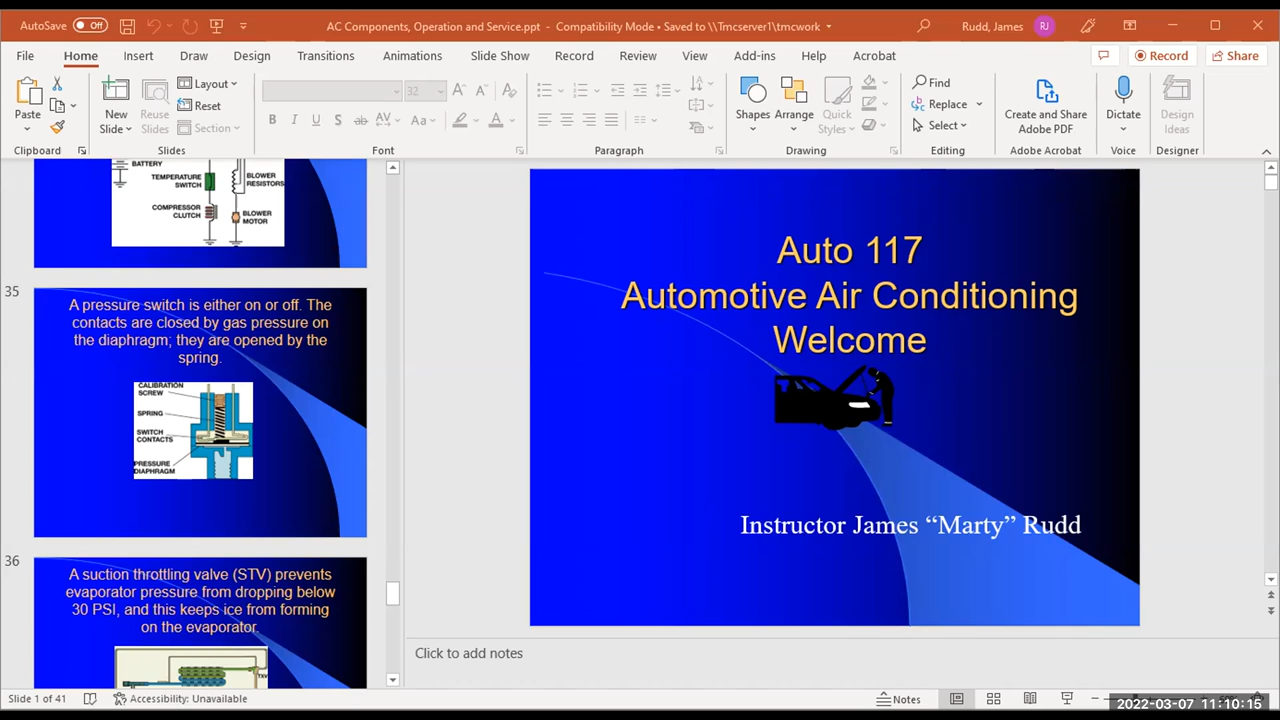 AutoSave Off
AC Components, Operation and Service.ppt - Compatibility Mode • Saved to \\Tmcserver1\tmcwork
Rudd, James RJ
File Home Insert Draw Design Transitions Animations Slide Show Record Review View Add-ins Help Acrobat Record Share
Paste
New Slide
Reuse Slides
Layout
Reset
Section
32
B I U S ab AV Aa A
Shapes
Arrange
Quick Styles
Find
Replace
Select
Create and Share Adobe PDF
Dictate
Design Ideas
Clipboard Slides Font Paragraph Drawing Editing Adobe Acrobat Voice Designer
BATTERY
TEMPERATURE SWITCH
BLOWER RESISTORS
COMPRESSOR CLUTCH
BLOWER MOTOR
35
A pressure switch is either on or off. The
contacts are closed by gas pressure on
the diaphragm; they are opened by the
spring.
CALIBRATION
SCREW
SPRING
SWITCH
CONTACTS
PRESSURE
DIAPHRAGM
36
A suction throttling valve (STV) prevents
evaporator pressure from dropping below
30 PSI, and this keeps ice from forming
on the evaporator.
TXV
Auto 117
Automotive Air Conditioning
Welcome
Instructor James “Marty” Rudd
Click to add notes
Slide 1 of 41
Accessibility: Unavailable
Notes
2022-03-07 11:10:15